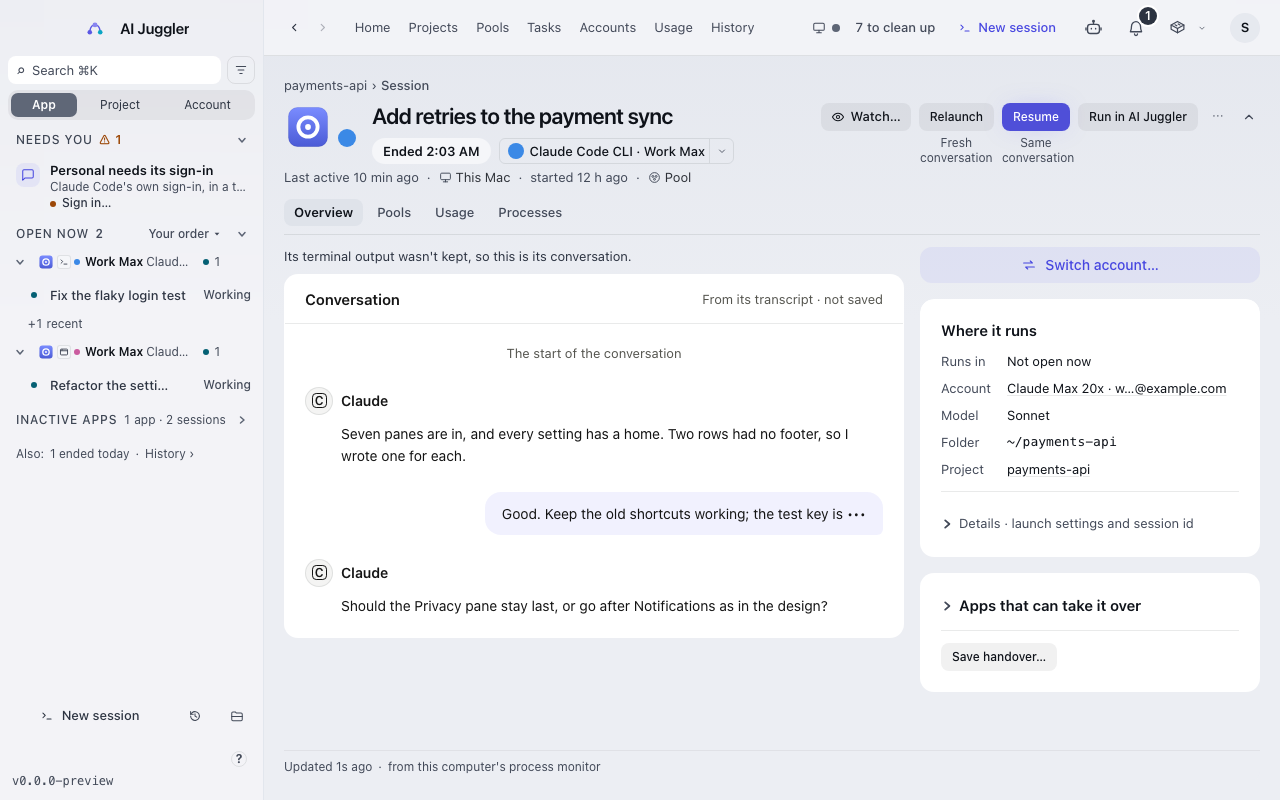 AI Juggler
Search ⌘K
App
Project
Account
NEEDS YOU 1
Personal needs its sign-in
Claude Code's own sign-in, in a t...
Sign in...
OPEN NOW 2
Your order
Work Max Claud...
1
Fix the flaky login test
Working
+1 recent
Work Max Claud...
1
Refactor the setti...
Working
INACTIVE APPS 1 app · 2 sessions
Also: 1 ended today · History ›
New session
?
v0.0.0-preview
Home
Projects
Pools
Tasks
Accounts
Usage
History
7 to clean up
New session
1
S
payments-api › Session
Add retries to the payment sync
Ended 2:03 AM
Claude Code CLI · Work Max
Last active 10 min ago · This Mac · started 12 h ago · Pool
Watch...
Relaunch
Fresh conversation
Resume
Same conversation
Run in AI Juggler
...
Overview
Pools
Usage
Processes
Its terminal output wasn't kept, so this is its conversation.
Conversation
From its transcript · not saved
The start of the conversation
C
Claude
Seven panes are in, and every setting has a home. Two rows had no footer, so I
wrote one for each.
Good. Keep the old shortcuts working; the test key is •••
C
Claude
Should the Privacy pane stay last, or go after Notifications as in the design?
Switch account...
Where it runs
Runs in Not open now
Account Claude Max 20x · w...@example.com
Model Sonnet
Folder ~/payments-api
Project payments-api
Details · launch settings and session id
Apps that can take it over
Save handover...
Updated 1s ago · from this computer's process monitor